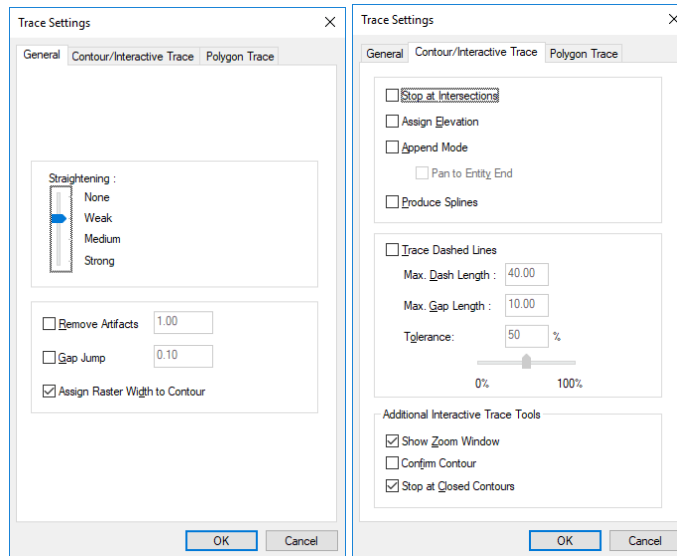 Trace Settings
General Contour/Interactive Trace Polygon Trace
Straightening :
None
Weak
Medium
Strong
Remove Artifacts 1.00
Gap Jump 0.10
Assign Raster Width to Contour
OK Cancel
Trace Settings
General Contour/Interactive Trace Polygon Trace
Stop at Intersections
Assign Elevation
Append Mode
Pan to Entity End
Produce Splines
Trace Dashed Lines
Max. Dash Length : 40.00
Max. Gap Length : 10.00
Tolerance: 50 %
0% 100%
Additional Interactive Trace Tools
Show Zoom Window
Confirm Contour
Stop at Closed Contours
OK Cancel